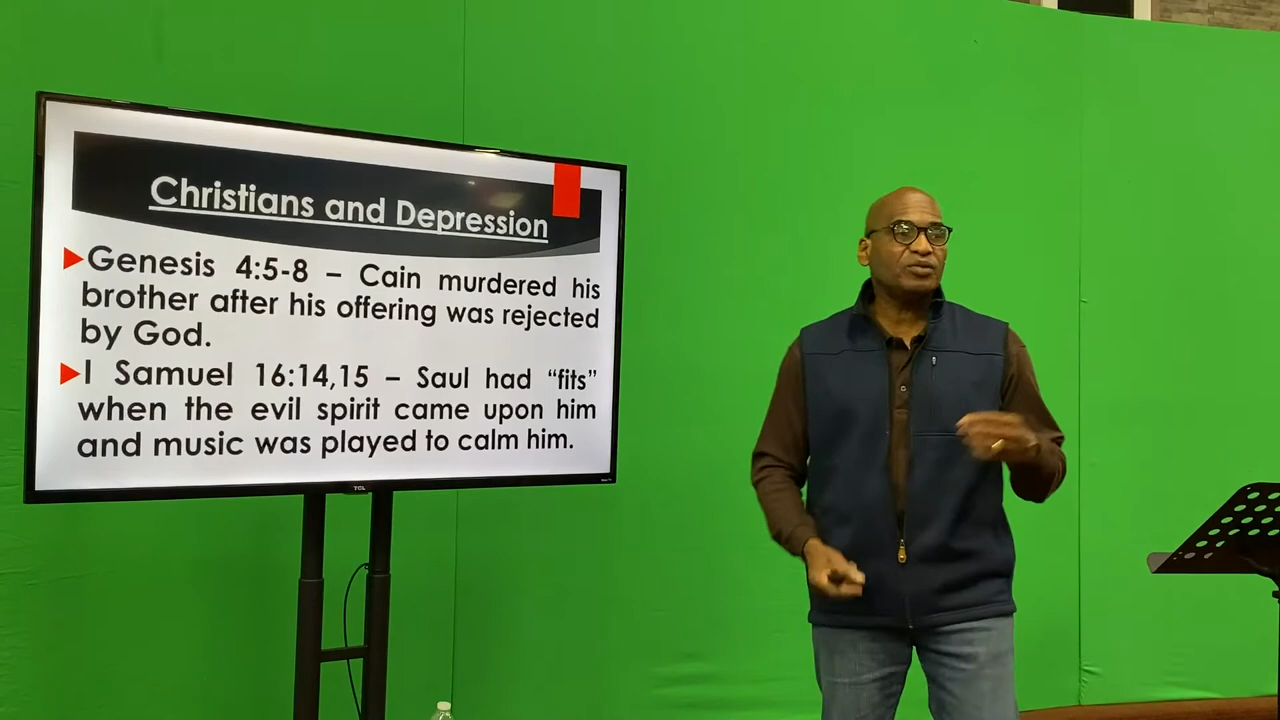 Christians and Depression
Genesis 4:5-8 – Cain murdered his
brother after his offering was rejected
by God.
I Samuel 16:14,15 – Saul had “fits”
when the evil spirit came upon him
and music was played to calm him.
TCL